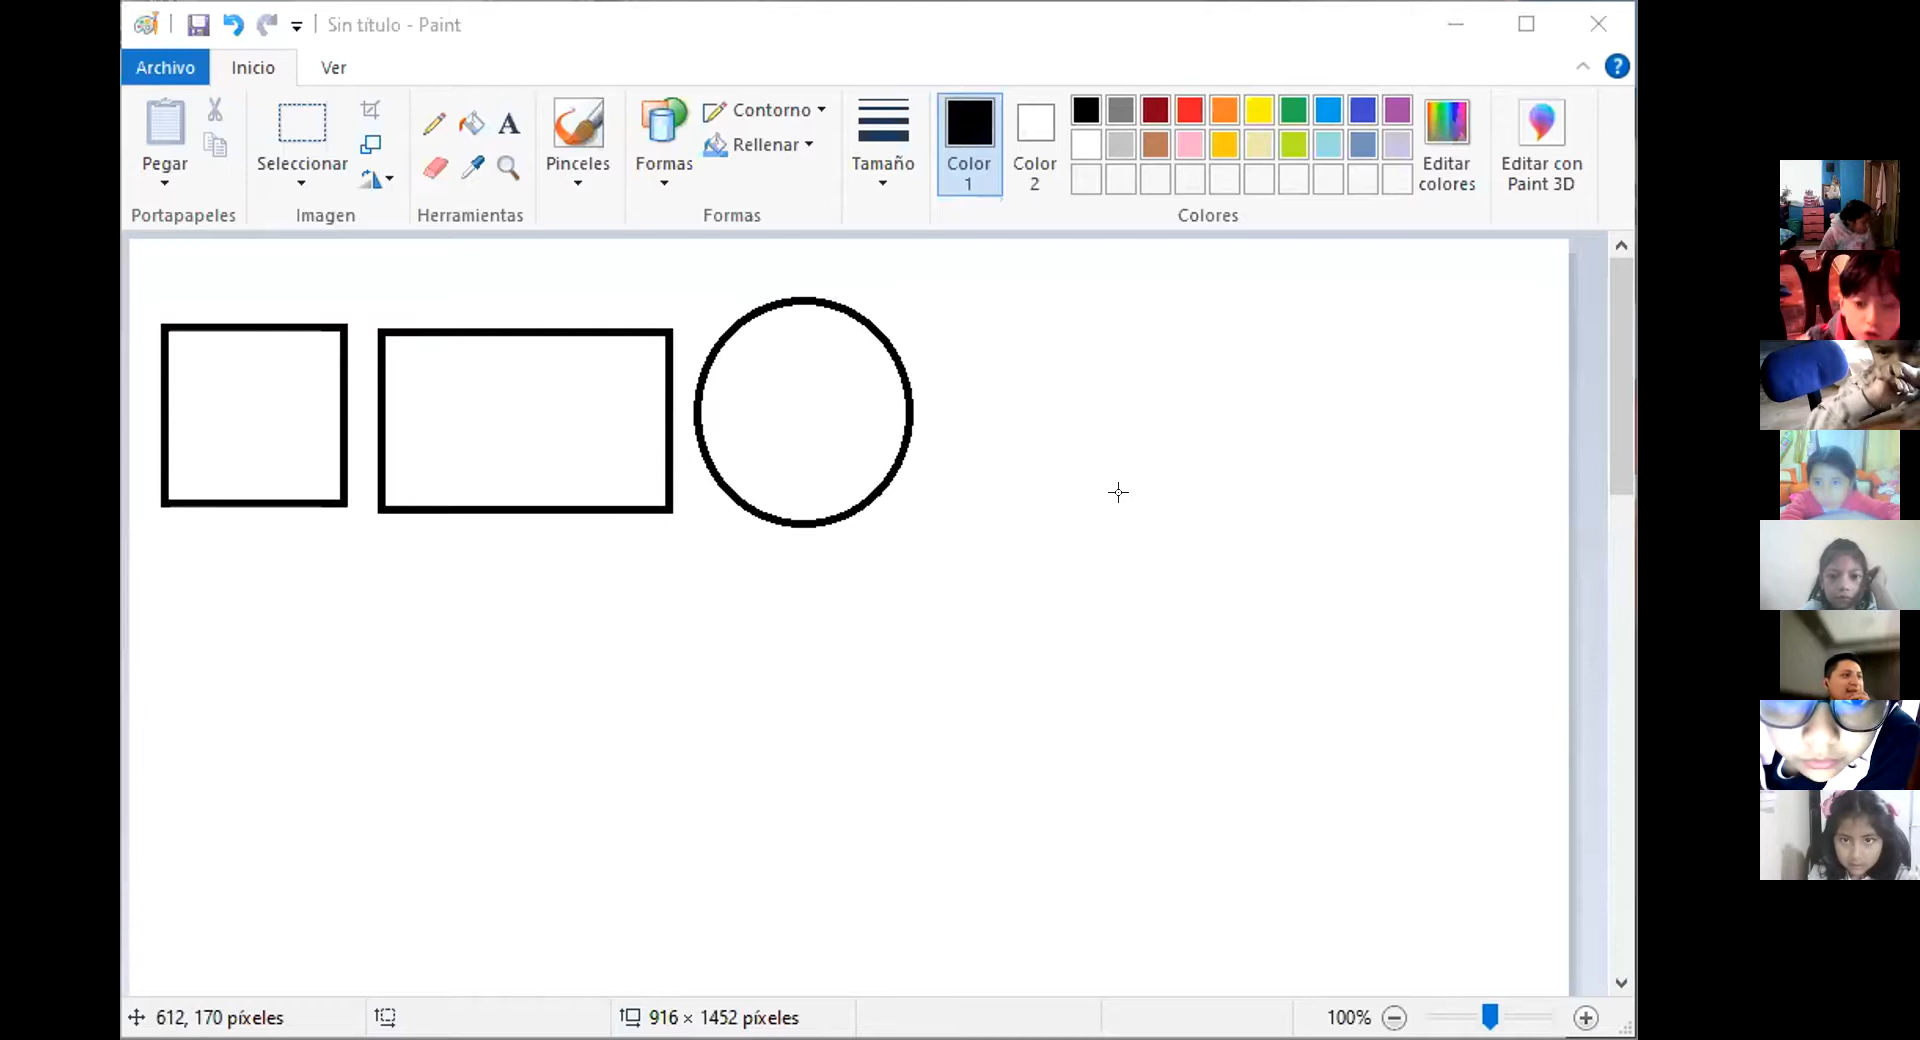 Sin título - Paint
Archivo
Inicio
Ver
Pegar
Portapapeles
Seleccionar
Imagen
A
Herramientas
Pinceles
Formas
Contorno
Rellenar
Formas
Tamaño
Color
1
Color
2
Colores
Editar
colores
Editar con
Paint 3D
?
612, 170 píxeles
916 × 1452 píxeles
100%